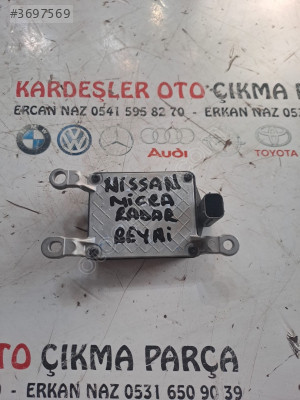 #3697569
KARDEŞLER OTO ÇIKMA PARÇA
ERCAN NAZ 0541 595 82 70 - ERKAN NAZ
Audi
TOYOTA
NISSAN
MICRA
RADAR
BEYNİ
OTO ÇIKMA PARÇA
- ERKAN NAZ 0531 650 90 39